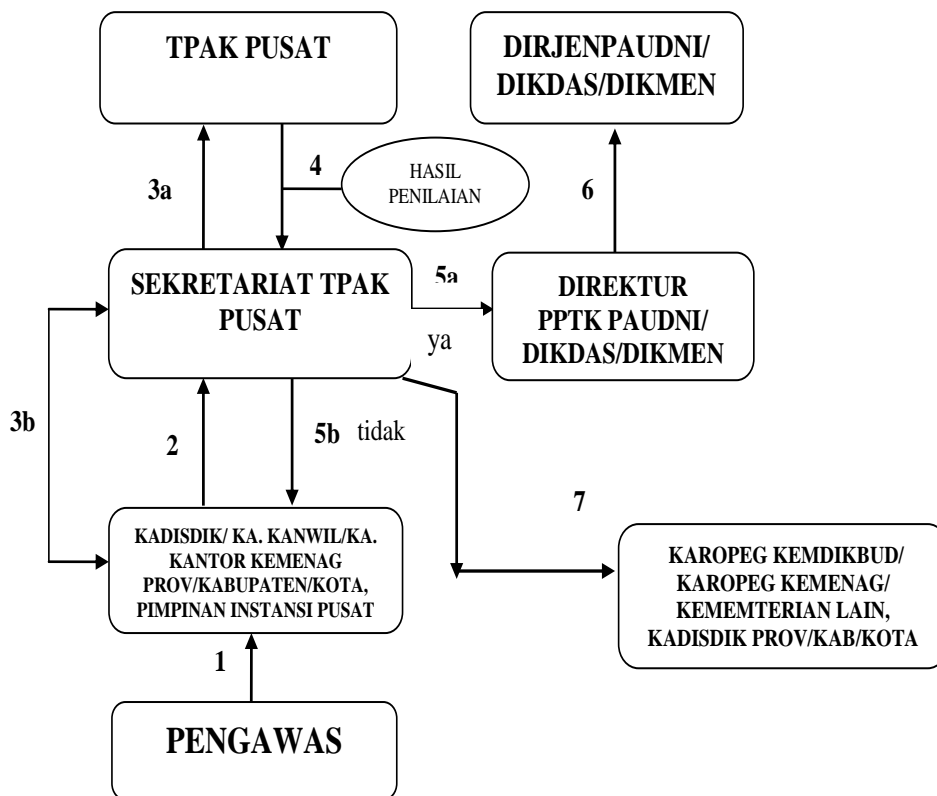 TPAK PUSAT
DIRJENPAUDNI/
DIKDAS/DIKMEN
3a
4
HASIL
PENILAIAN
6
SEKRETARIAT TPAK
PUSAT
5a
ya
DIREKTUR
PPTK PAUDNI/
DIKDAS/DIKMEN
3b
2
5b tidak
7
KADISDIK/ KA. KANWIL/KA.
KANTOR KEMENAG
PROV/KABUPATEN/KOTA,
PIMPINAN INSTANSI PUSAT
KAROPEG KEMDIKBUD/
KAROPEG KEMENAG/
KEMEMTERIAN LAIN,
KADISDIK PROV/KAB/KOTA
1
PENGAWAS